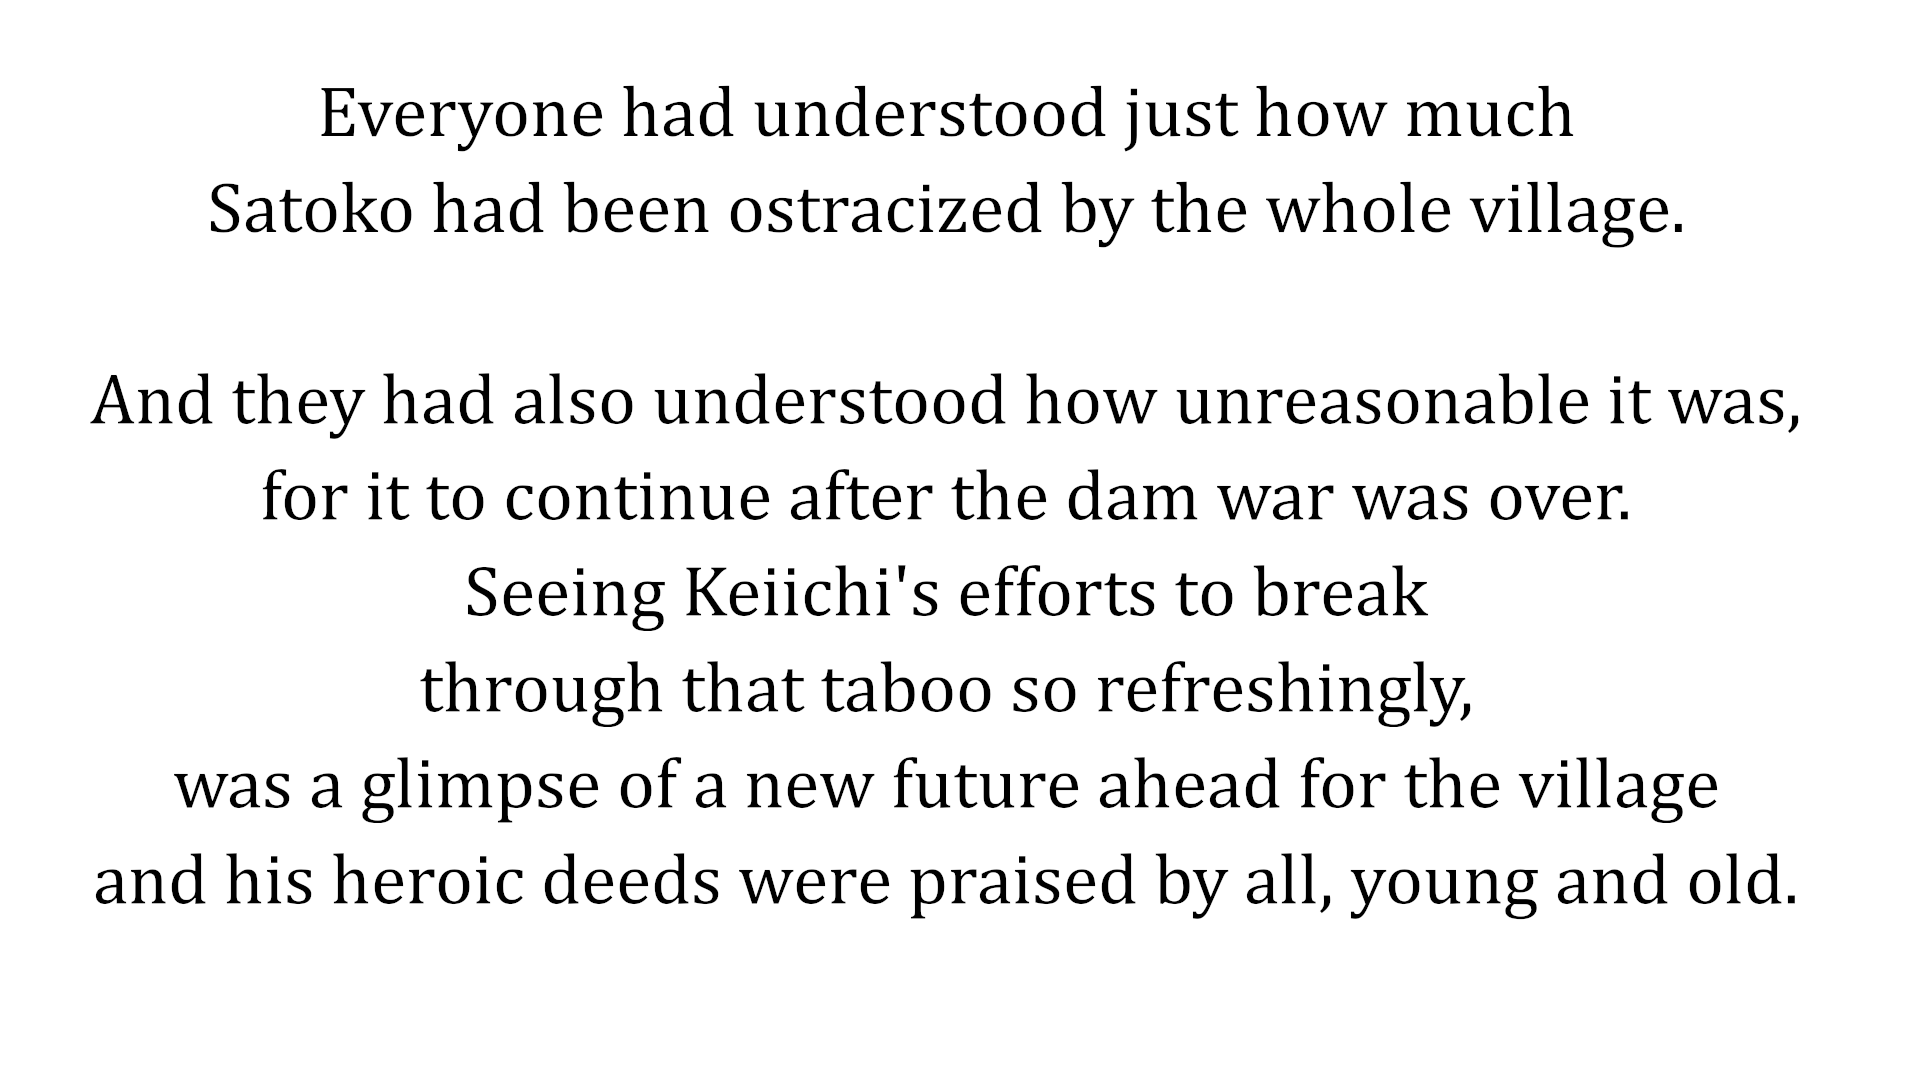 Everyone had understood just how much
Satoko had been ostracized by the whole village.
And they had also understood how unreasonable it was,
for it to continue after the dam war was over.
Seeing Keiichi's efforts to break
through that taboo so refreshingly,
was a glimpse of a new future ahead for the village
and his heroic deeds were praised by all, young and old.